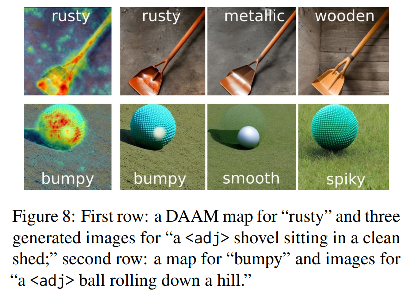 rusty rusty metallic wooden
bumpy bumpy smooth spiky
Figure 8: First row: a DAAM map for “rusty” and three
generated images for “a <adj> shovel sitting in a clean
shed;” second row: a map for “bumpy” and images for
“a <adj> ball rolling down a hill.”